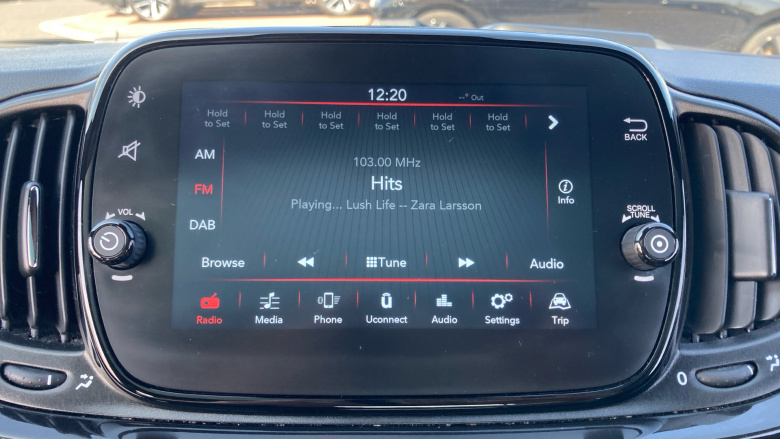 12:20
--° Out
Hold to Set Hold to Set Hold to Set Hold to Set Hold to Set Hold to Set
AM
FM
DAB
103.00 MHz
Hits
Playing... Lush Life -- Zara Larsson
i
Info
Browse Tune Audio
Radio Media Phone Uconnect Audio Settings Trip
VOL
BACK
SCROLL
TUNE
I
0